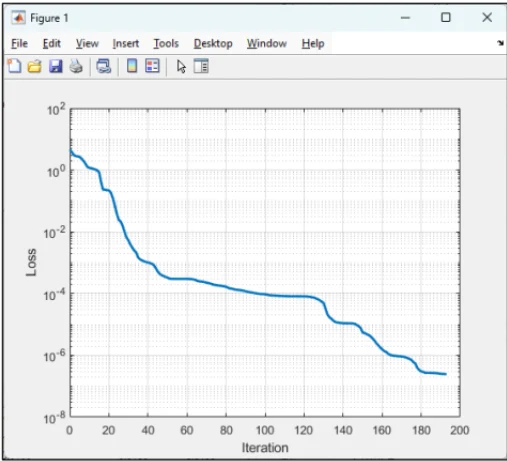 Figure 1
File Edit View Insert Tools Desktop Window Help
10^2
10^0
10^-2
10^-4
10^-6
10^-8
Loss
0 20 40 60 80 100 120 140 160 180 200
Iteration